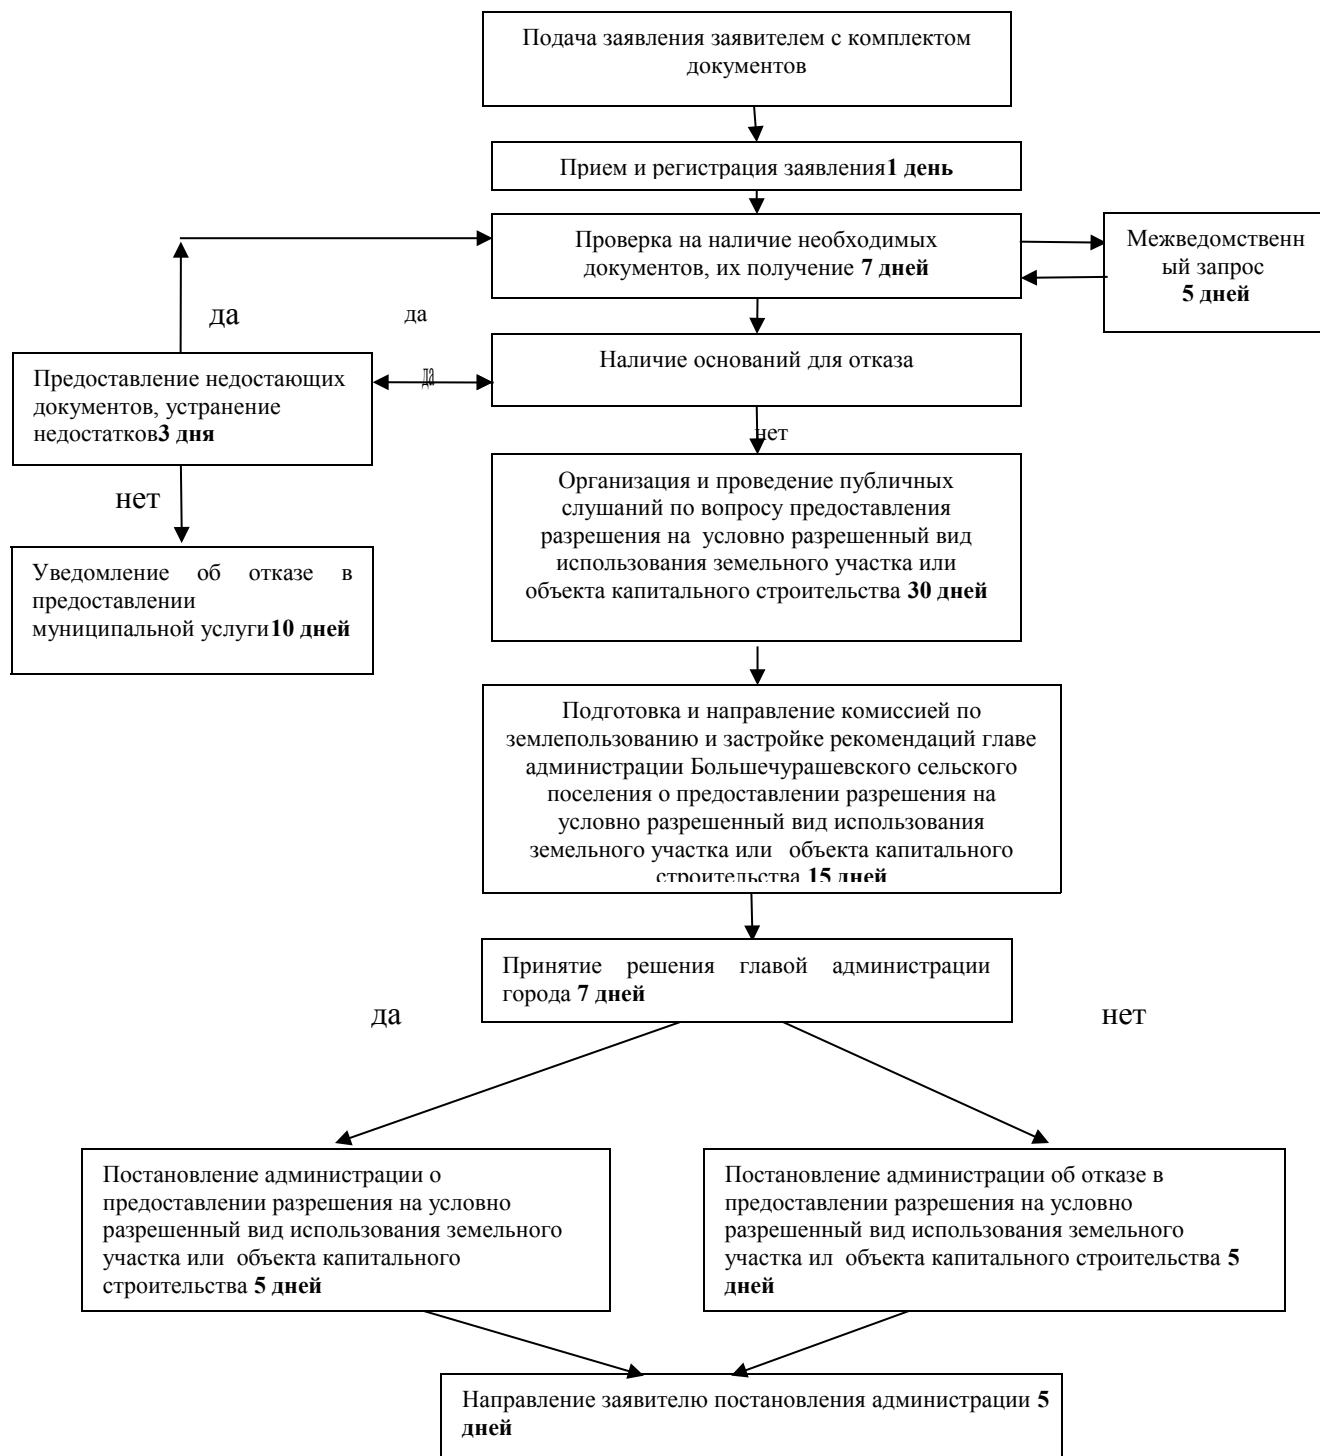 Подача заявления заявителем с комплектом
документов
Прием и регистрация заявления1 день
Проверка на наличие необходимых
документов, их получение 7 дней
Межведомственн
ый запрос
5 дней
да
да
Наличие оснований для отказа
да
Предоставление недостающих
документов, устранение
недостатков3 дня
нет
нет
Организация и проведение публичных
слушаний по вопросу предоставления
разрешения на условно разрешенный вид
использования земельного участка или
объекта капитального строительства 30 дней
Уведомление об отказе в
предоставлении
муниципальной услуги10 дней
Подготовка и направление комиссией по
землепользованию и застройке рекомендаций главе
администрации Большечурашевского сельского
поселения о предоставлении разрешения на
условно разрешенный вид использования
земельного участка или объекта капитального
строительства 15 дней
Принятие решения главой администрации
города 7 дней
да
нет
Постановление администрации о
предоставлении разрешения на условно
разрешенный вид использования земельного
участка или объекта капитального
строительства 5 дней
Постановление администрации об отказе в
предоставлении разрешения на условно
разрешенный вид использования земельного
участка ил объекта капитального строительства 5
дней
Направление заявителю постановления администрации 5
дней